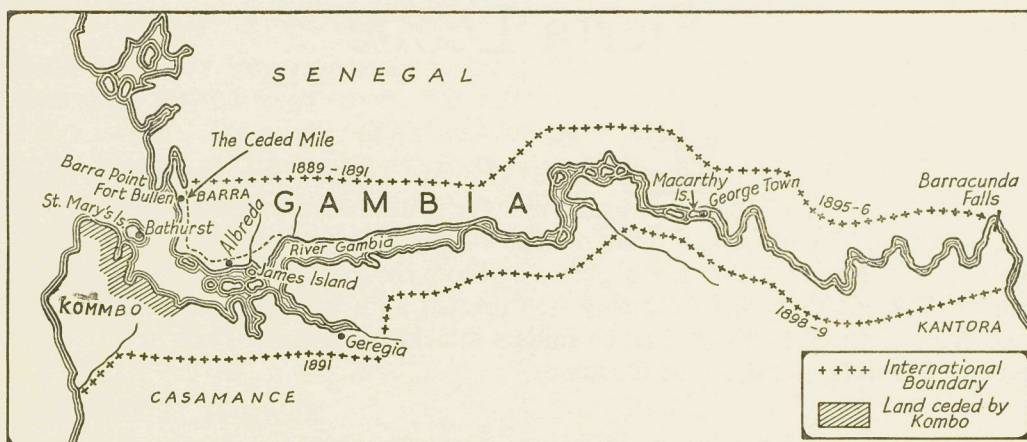 SENEGAL
The Ceded Mile
Barra Point
Fort Bullen
BARRA
1889-1891
GAMBIA
St. Mary's Is.
Bathurst
Albreda
River Gambia
James Island
Macarthy
Is.
George Town
1895-6
Barracunda
Falls
KOMMBO
Geregia
1891
CASAMANCE
1898-9
KANTORA
International
Boundary
Land ceded by
Kombo